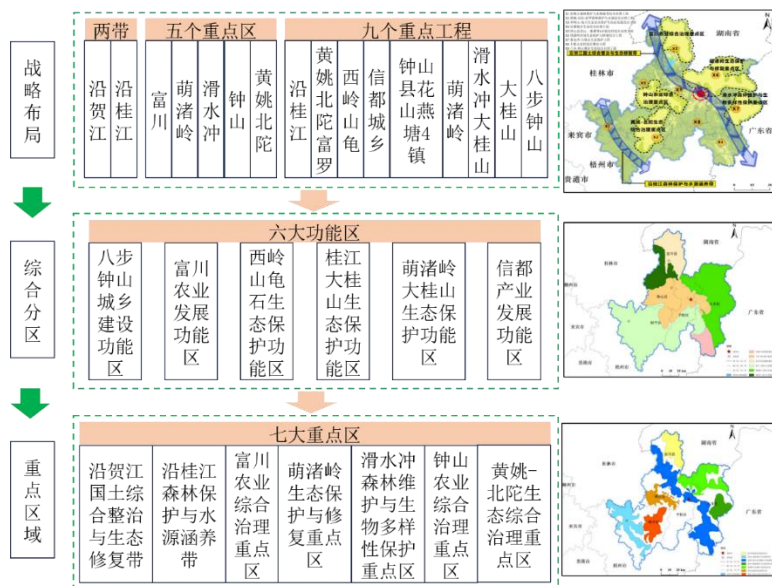 战略布局
两带
沿贺江
沿桂江
五个重点区
富川
萌渚岭
滑水冲
钟山
黄姚北陀
九个重点工程
沿桂江
黄姚北陀富罗
西岭山龟
信都城乡
钟山县花山燕塘4镇
萌渚岭
滑水冲大桂山
大桂山
八步钟山
湖南省
桂林市
来宾市
广东省
梧州市
贵港市
综合分区
六大功能区
八步钟山城乡建设功能区
富川农业发展功能区
西岭山龟石生态保护功能区
桂江大桂山生态保护功能区
萌渚岭大桂山生态保护功能区
信都产业发展功能区
湖南省
广东省
重点区域
七大重点区
沿贺江国土综合整治与生态修复带
沿桂江森林保护与水源涵养带
富川农业综合治理重点区
萌渚岭生态保护与修复重点区
滑水冲森林维护与生物多样性保护重点区
钟山农业综合治理重点区
黄姚-北陀生态综合治理重点区
湖南省
广东省